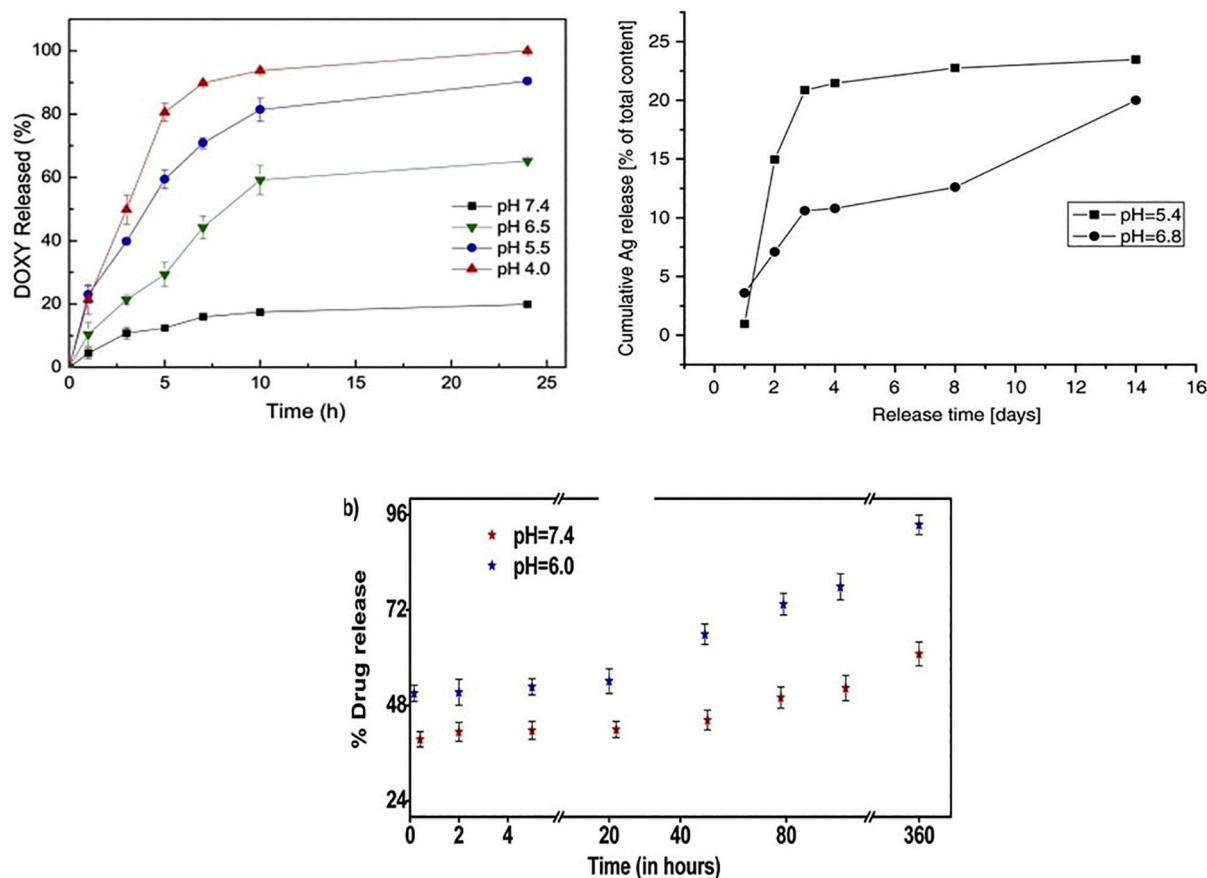 100
80
60
40
20
0
DOXY Released (%)
pH 7.4
pH 6.5
pH 5.5
pH 4.0
0 5 10 15 20 25
Time (h)
25
20
15
10
5
0
Cumulative Ag release [% of total content]
pH=5.4
pH=6.8
0 2 4 6 8 10 12 14 16
Release time [days]
b)
96
72
48
24
% Drug release
pH=7.4
pH=6.0
0 2 4 20 40 80 360
Time (in hours)